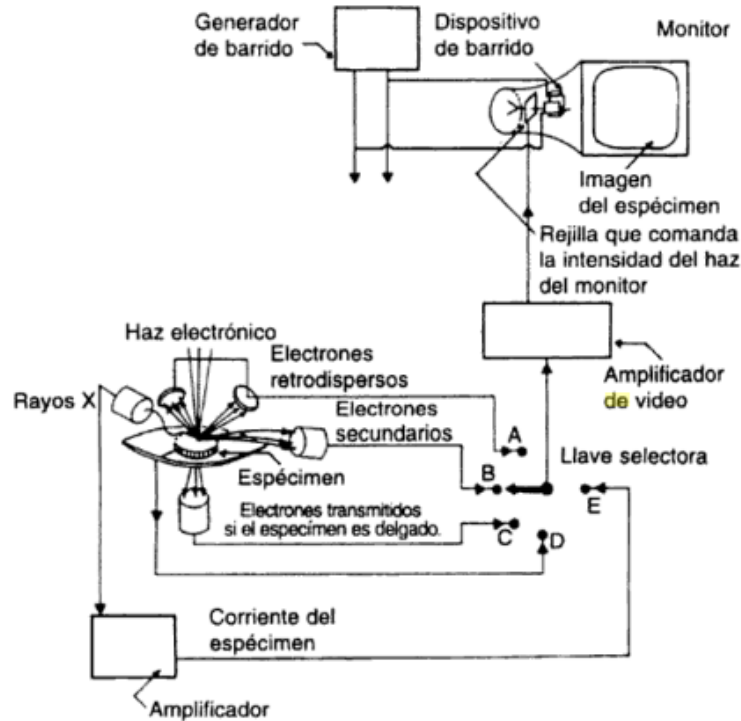 Generador
de barrido
Dispositivo
de barrido
Monitor
Imagen
del espécimen
Rejilla que comanda
la intensidad del haz
del monitor
Haz electrónico
Electrones
retrodispersos
Rayos X
Electrones
secundarios
Amplificador
de video
A
Llave selectora
B
E
Espécimen
Electrones transmitidos
si el espécimen es delgado.
C
D
Corriente del
espécimen
Amplificador